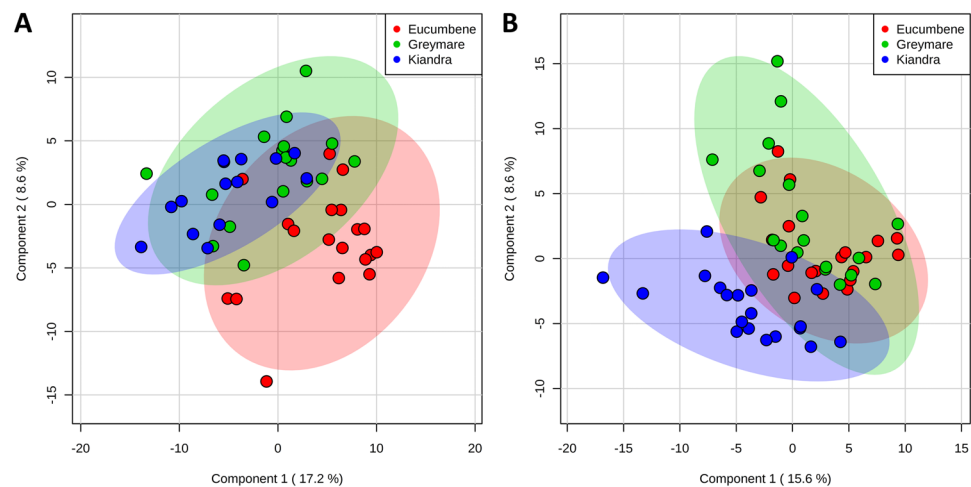 A
Eucumbene
Greymare
Kiandra
10
5
0
-5
-10
-15
Component 2 ( 8.6 %)
-20
-10
0
10
20
Component 1 ( 17.2 %)
B
Eucumbene
Greymare
Kiandra
15
10
5
0
-5
-10
Component 2 ( 8.6 %)
-20
-15
-10
-5
0
5
10
15
Component 1 ( 15.6 %)